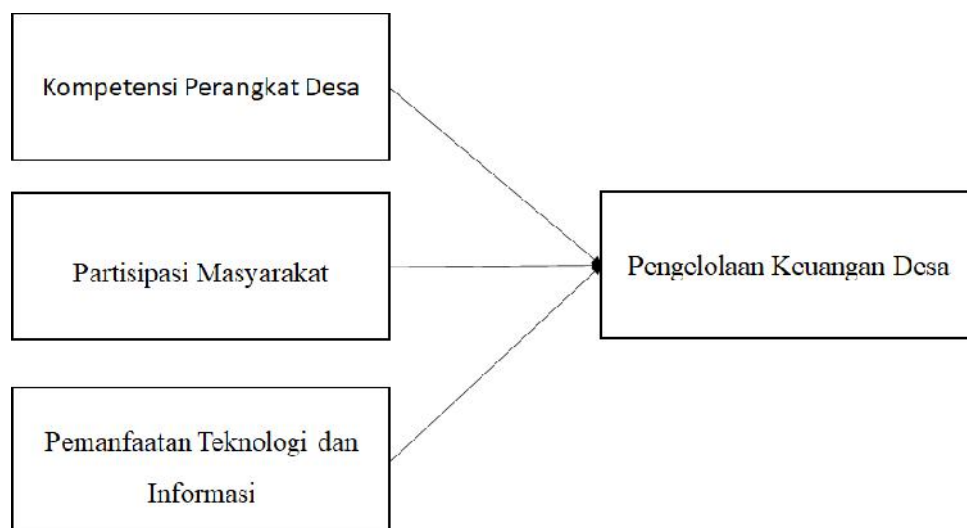 Kompetensi Perangkat Desa
Partisipasi Masyarakat
Pengelolaan Keuangan Desa
Pemanfaatan Teknologi dan
Informasi